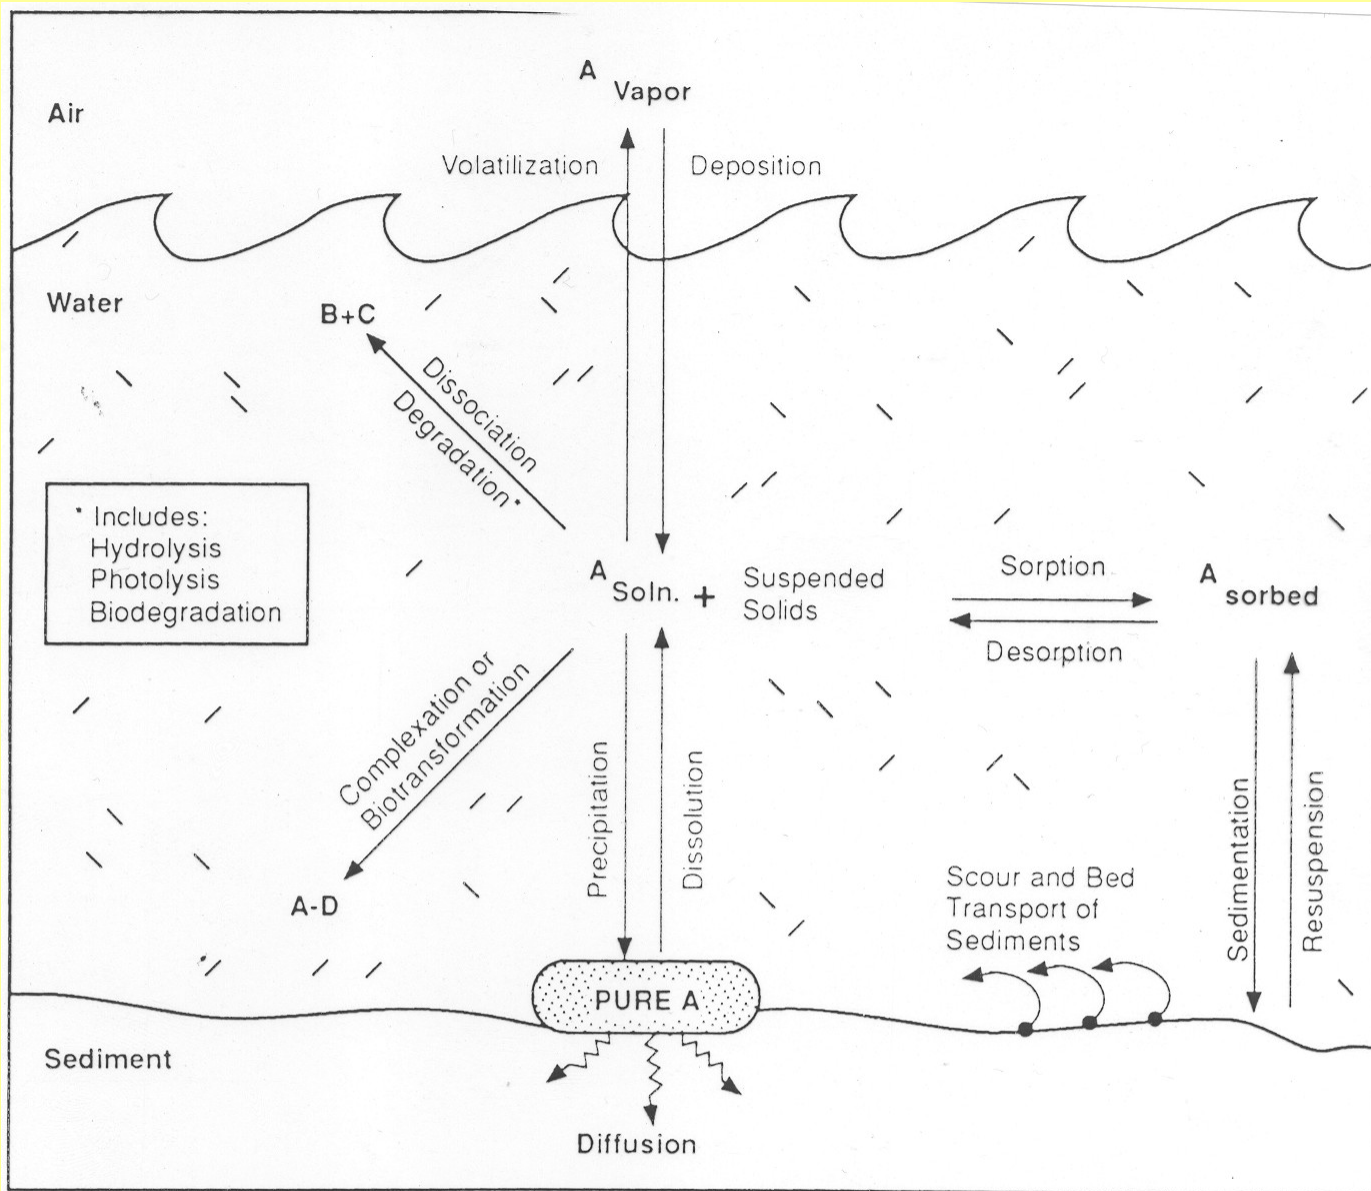 A
Vapor
Air
Volatilization
Deposition
Water
B+C
Dissociation
Degradation*
* Includes:
Hydrolysis
Photolysis
Biodegradation
A
Soln. +
Suspended
Solids
Sorption
Desorption
A
sorbed
Complexation or
Biotransformation
A-D
Precipitation
Dissolution
Scour and Bed
Transport of
Sediments
Sedimentation
Resuspension
PURE A
Sediment
Diffusion